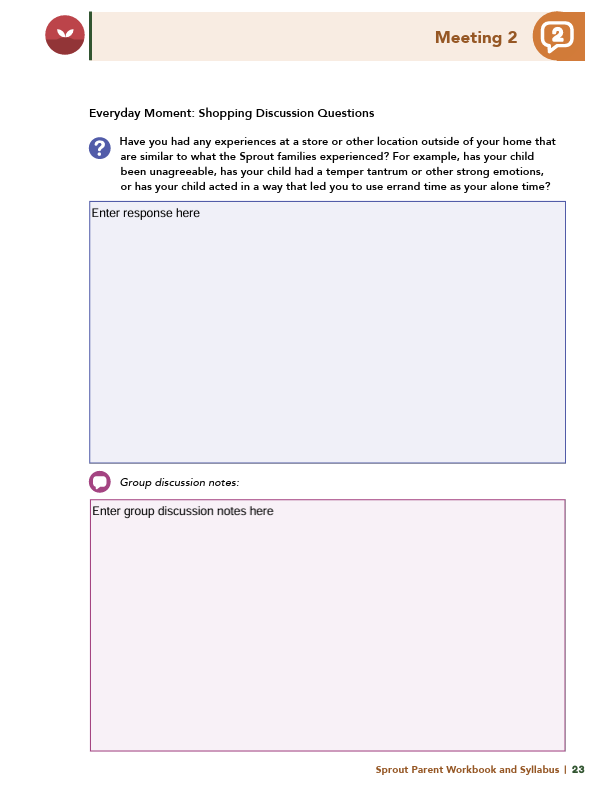 Meeting 2
2
Everyday Moment: Shopping Discussion Questions
?
Have you had any experiences at a store or other location outside of your home that
are similar to what the Sprout families experienced? For example, has your child
been unagreeable, has your child had a temper tantrum or other strong emotions,
or has your child acted in a way that led you to use errand time as your alone time?
Enter response here
Group discussion notes:
Enter group discussion notes here
Sprout Parent Workbook and Syllabus | 23